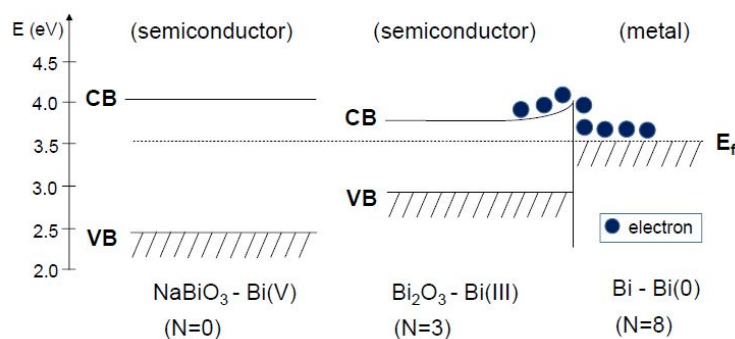 E (eV)
(semiconductor)
(semiconductor)
(metal)
4.5
4.0
3.5
3.0
2.5
2.0
CB
VB
CB
VB
E_f
electron
NaBiO₃ - Bi(V)
(N=0)
Bi₂O₃ - Bi(III)
(N=3)
Bi - Bi(0)
(N=8)